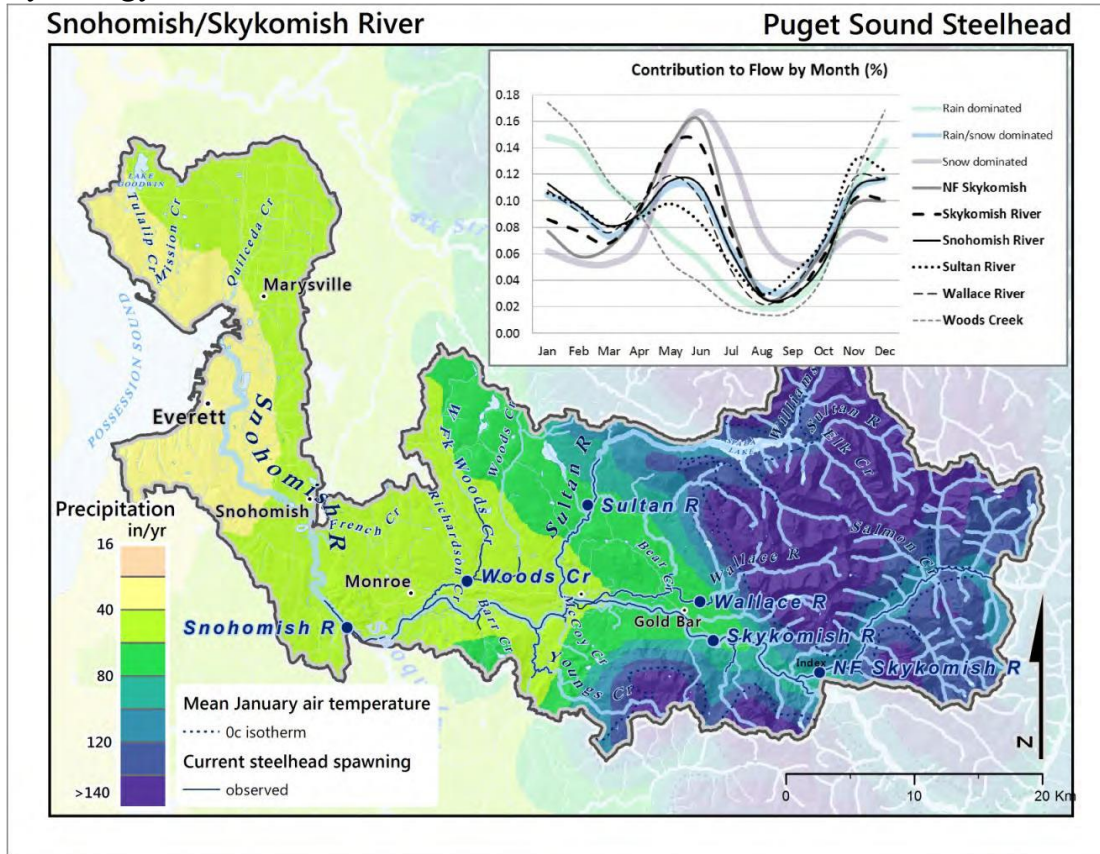 Snohomish/Skykomish River
Puget Sound Steelhead
Contribution to Flow by Month (%)
0.18
0.16
0.14
0.12
0.10
0.08
0.06
0.04
0.02
0.00
Jan Feb Mar Apr May Jun Jul Aug Sep Oct Nov Dec
Rain dominated
Rain/snow dominated
Snow dominated
NF Skykomish
Skykomish River
Snohomish River
Sultan River
Wallace River
Woods Creek
LAKE GOODWIN
Tulalip Cr
Mission Cr
Quilceda Cr
Marysville
POSSESSION SOUND
Everett
Snohomish R
Snohomish
French Cr
Monroe
Richardson Cr
W Fk Woods Cr
Woods Cr
Woods Cr
Sultan R
Sultan R
Sultan R
Elk Cr
Salmon Cr
Bear Cr
Wallace R
Wallace R
Gold Bar
Skykomish R
Index
NF Skykomish R
Barr Cr
McCoy Cr
Youngs Cr
Snohomish R
Precipitation
in/yr
16
40
80
120
>140
Mean January air temperature
0c isotherm
Current steelhead spawning
observed
N
0 10 20 Km